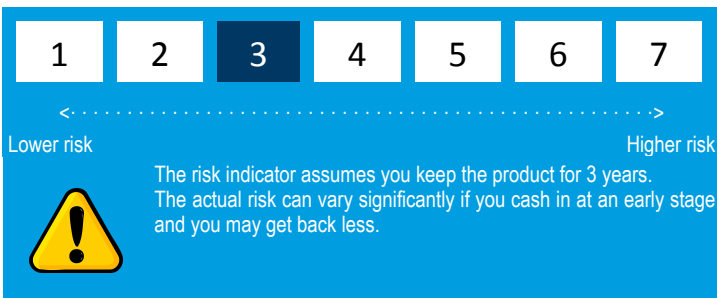 1 2 3 4 5 6 7
<·····················································>
Lower risk Higher risk
The risk indicator assumes you keep the product for 3 years.
The actual risk can vary significantly if you cash in at an early stage
and you may get back less.